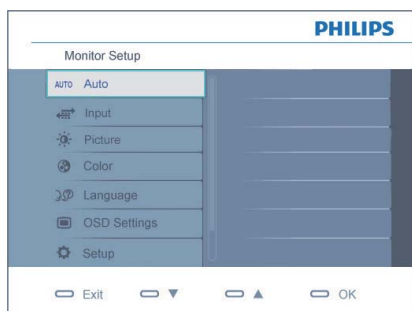 PHILIPS
Monitor Setup
AUTO Auto
Input
Picture
Color
Language
OSD Settings
Setup
Exit ▼ ▲ OK